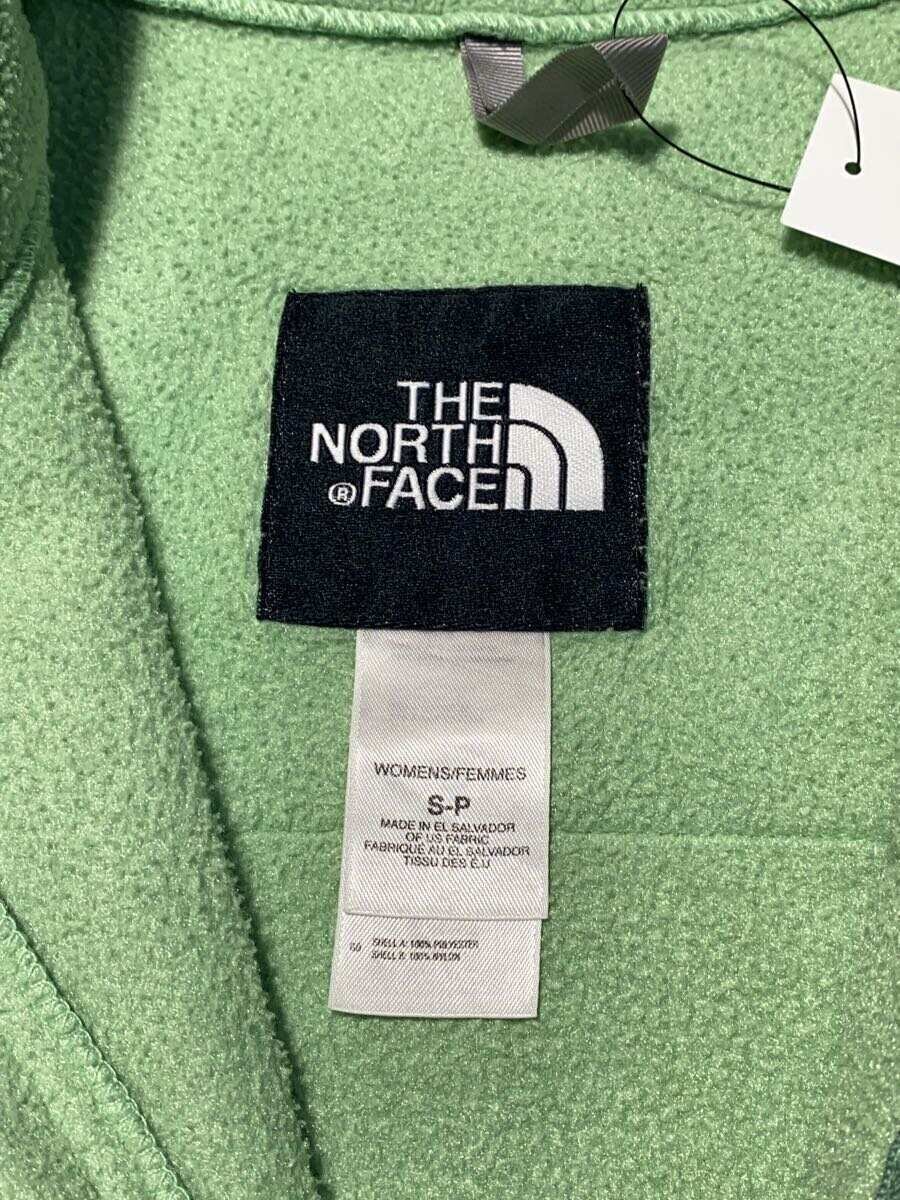 THE
NORTH
® FACE
WOMENS/FEMMES
S-P
MADE IN EL SALVADOR
OF US FABRIC
FABRIQUE AU EL SALVADOR
TISSU DES E.U
SHELL A: 100% POLYESTER
SHELL B: 100% NYLON